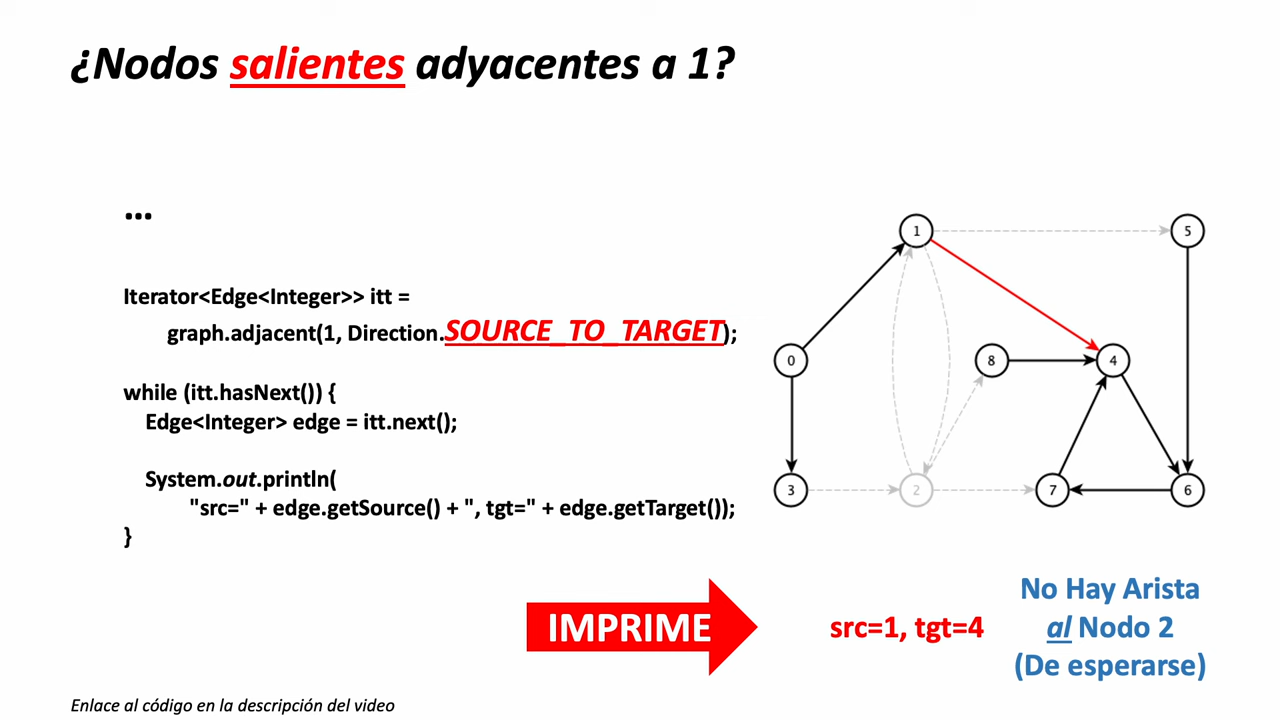 ¿Nodos salientes adyacentes a 1?
...
Iterator<Edge<Integer>> itt =
graph.adjacent(1, Direction.SOURCE_TO_TARGET);
while (itt.hasNext()) {
Edge<Integer> edge = itt.next();
System.out.println(
"src=" + edge.getSource() + ", tgt=" + edge.getTarget());
}
1
5
0
8
4
3
2
7
6
IMPRIME
src=1, tgt=4
No Hay Arista
al Nodo 2
(De esperarse)
Enlace al código en la descripción del video